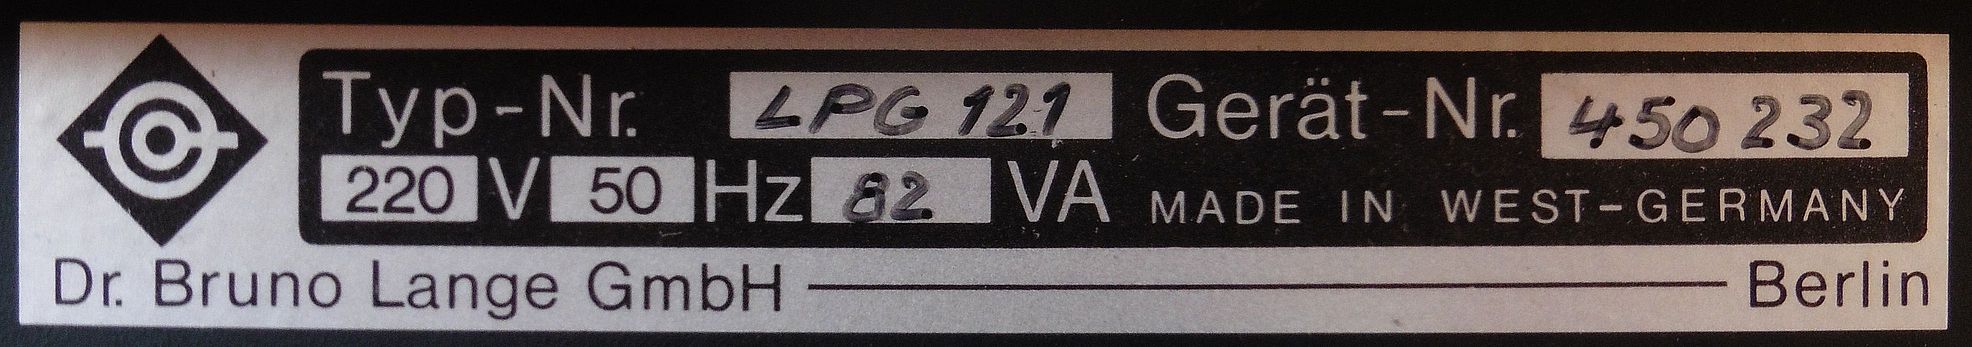 Typ-Nr. LPG 121 Gerät-Nr. 450 232
220 V 50 Hz 82 VA MADE IN WEST-GERMANY
Dr. Bruno Lange GmbH Berlin